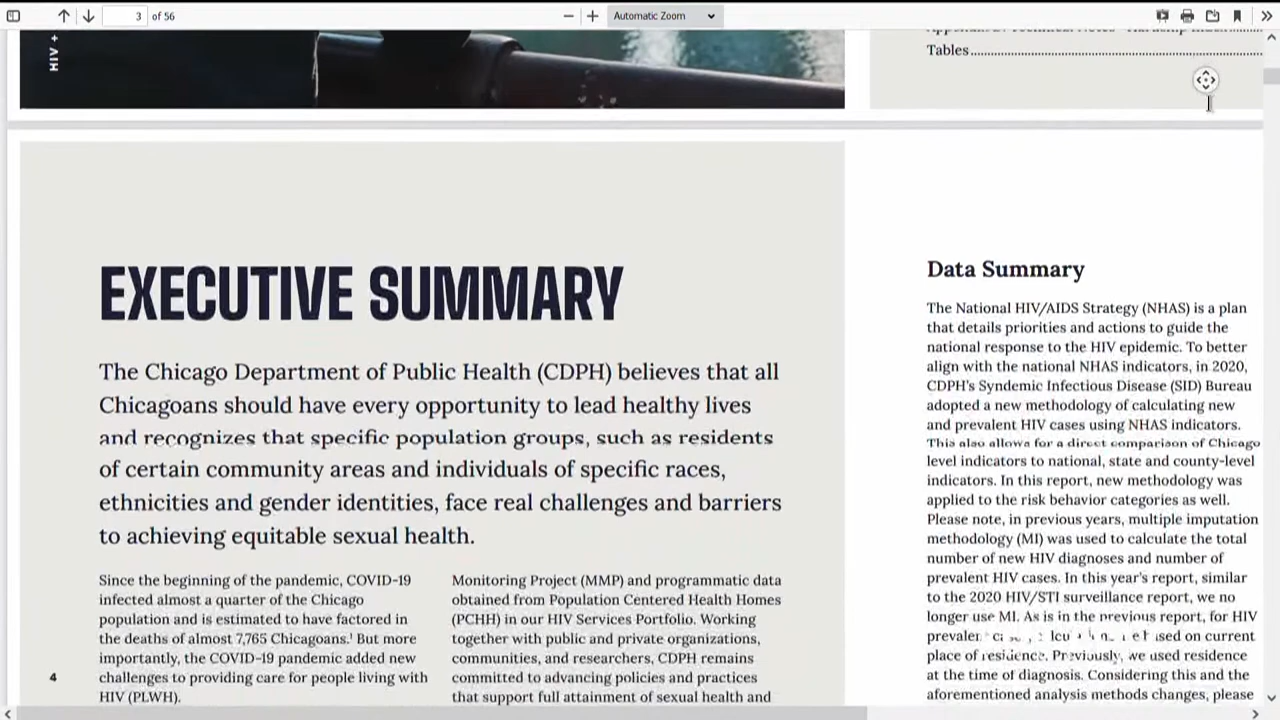 3
of 56
Automatic Zoom
HIV +
Tables
EXECUTIVE SUMMARY
The Chicago Department of Public Health (CDPH) believes that all
Chicagoans should have every opportunity to lead healthy lives
and recognizes that specific population groups, such as residents
of certain community areas and individuals of specific races,
ethnicities and gender identities, face real challenges and barriers
to achieving equitable sexual health.
Since the beginning of the pandemic, COVID-19
infected almost a quarter of the Chicago
population and is estimated to have factored in
the deaths of almost 7,765 Chicagoans.¹ But more
importantly, the COVID-19 pandemic added new
challenges to providing care for people living with
HIV (PLWH).
4
Monitoring Project (MMP) and programmatic data
obtained from Population Centered Health Homes
(PCHH) in our HIV Services Portfolio. Working
together with public and private organizations,
communities, and researchers, CDPH remains
committed to advancing policies and practices
that support full attainment of sexual health and
Data Summary
The National HIV/AIDS Strategy (NHAS) is a plan
that details priorities and actions to guide the
national response to the HIV epidemic. To better
align with the national NHAS indicators, in 2020,
CDPH's Syndemic Infectious Disease (SID) Bureau
adopted a new methodology of calculating new
and prevalent HIV cases using NHAS indicators.
This also allows for a direct comparison of Chicago
level indicators to national, state and county-level
indicators. In this report, new methodology was
applied to the risk behavior categories as well.
Please note, in previous years, multiple imputation
methodology (MI) was used to calculate the total
number of new HIV diagnoses and number of
prevalent HIV cases. In this year's report, similar
to the 2020 HIV/STI surveillance report, we no
longer use MI. As is in the previous report, for HIV
on current
place of residence. Previously, we used residence
at the time of diagnosis. Considering this and the
aforementioned analysis methods changes, please